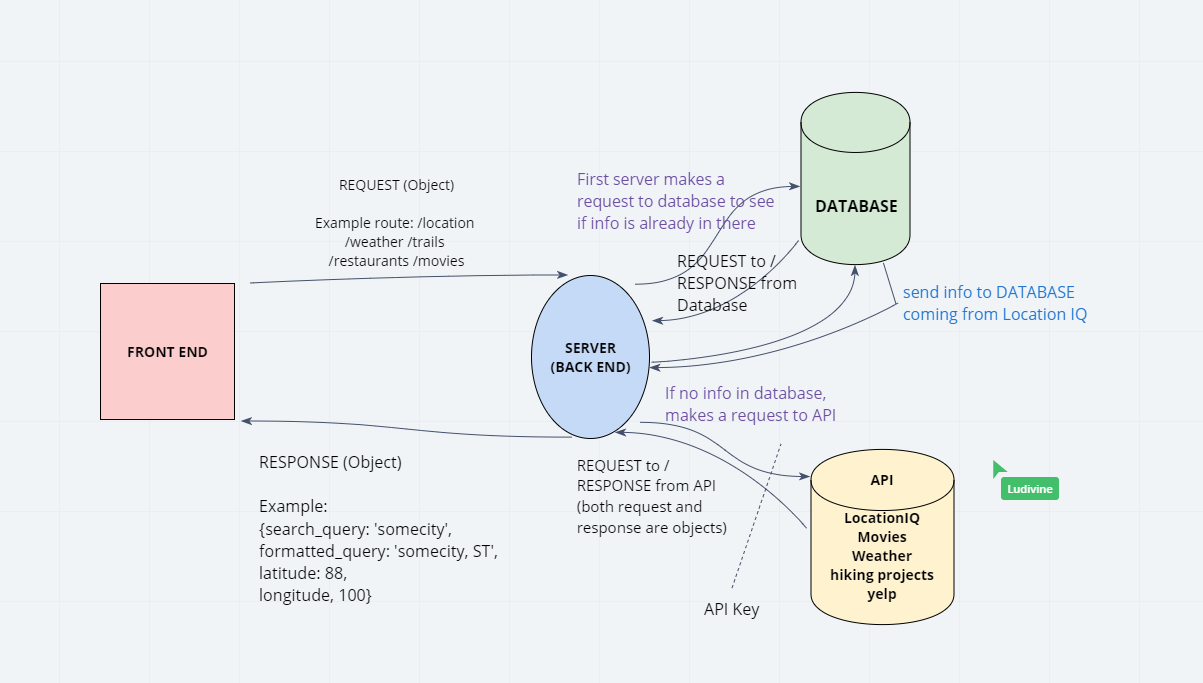 REQUEST (Object)
Example route: /location
/weather /trails
/restaurants /movies
First server makes a
request to database to see
if info is already in there
DATABASE
REQUEST to /
RESPONSE from
Database
send info to DATABASE
coming from Location IQ
FRONT END
SERVER
(BACK END)
If no info in database,
makes a request to API
RESPONSE (Object)
Example:
{search_query: 'somecity',
formatted_query: 'somecity, ST',
latitude: 88,
longitude, 100}
REQUEST to /
RESPONSE from API
(both request and
response are objects)
API
LocationIQ
Movies
Weather
hiking projects
yelp
Ludivine
API Key